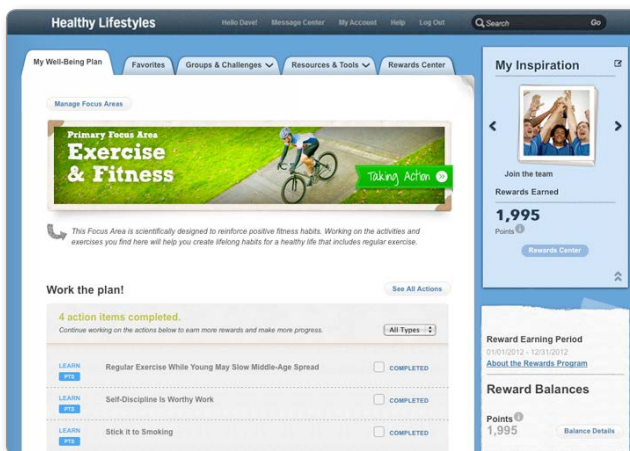 Healthy Lifestyles
Hello Dave! Message Center My Account Help Log Out
Search Go
My Well-Being Plan
Favorites
Groups & Challenges
Resources & Tools
Rewards Center
Manage Focus Areas
Primary Focus Area
Exercise
& Fitness
Taking Action
This Focus Area is scientifically designed to reinforce positive fitness habits. Working on the activities and
exercises you find here will help you create lifelong habits for a healthy life that includes regular exercise.
Work the plan!
See All Actions
4 action items completed.
Continue working on the actions below to earn more rewards and make more progress.
All Types
LEARN
PTS
Regular Exercise While Young May Slow Middle-Age Spread
COMPLETED
LEARN
PTS
Self-Discipline Is Worthy Work
COMPLETED
LEARN
PTS
Stick It to Smoking
COMPLETED
My Inspiration
Join the team
Rewards Earned
1,995
Points
Rewards Center
Reward Earning Period
01/01/2012 - 12/31/2012
About the Rewards Program
Reward Balances
Points
1,995
Balance Details